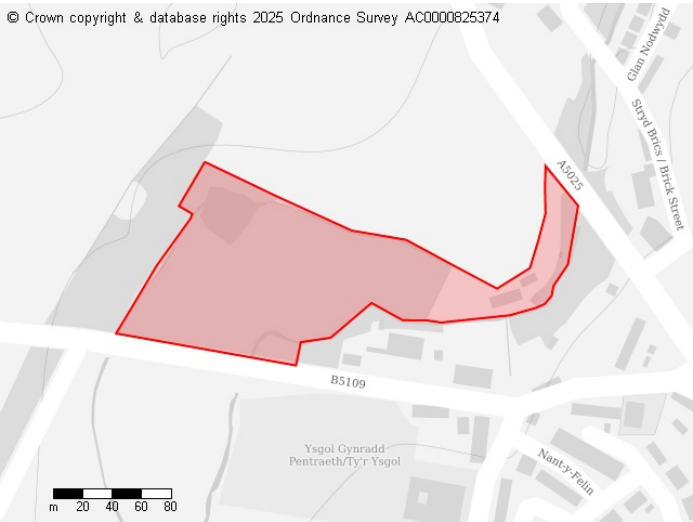 © Crown copyright & database rights 2025 Ordnance Survey AC0000825374
Glan Nodwydd
Stryd Brics / Brick Street
A5025
B5109
Ysgol Gynradd
Pentraeth/Ty'r Ysgol
Nant-y-Felin
m 20 40 60 80